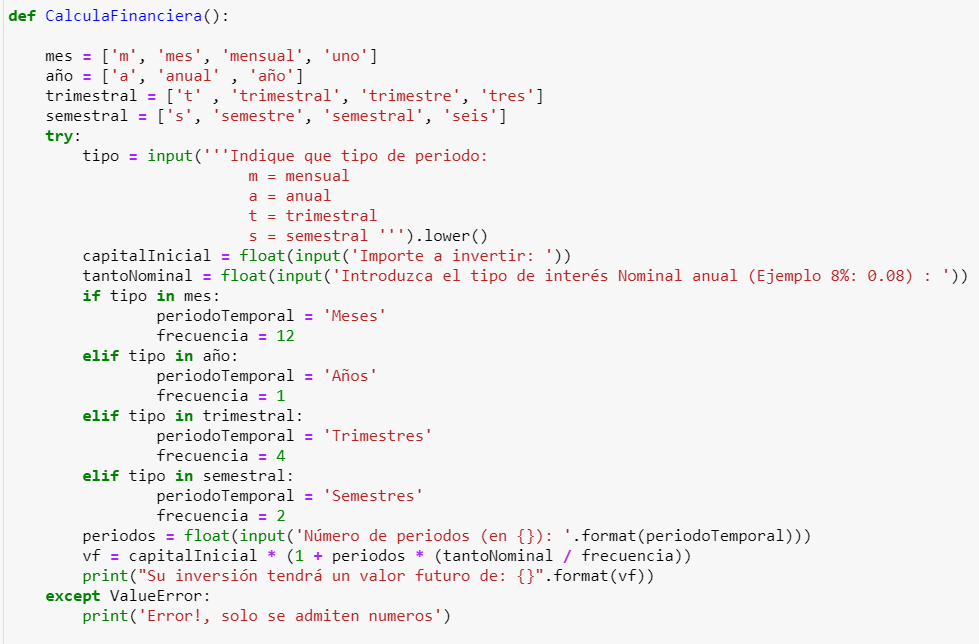 def CalculaFinanciera():
    mes = ['m', 'mes', 'mensual', 'uno']
    año = ['a', 'anual' , 'año']
    trimestral = ['t' , 'trimestral', 'trimestre', 'tres']
    semestral = ['s', 'semestre', 'semestral', 'seis']
    try:
        tipo = input('''Indique que tipo de periodo:
                          m = mensual
                          a = anual
                          t = trimestral
                          s = semestral ''').lower()
        capitalInicial = float(input('Importe a invertir: '))
        tantoNominal = float(input('Introduzca el tipo de interés Nominal anual (Ejemplo 8%: 0.08) : '))
        if tipo in mes:
                periodoTemporal = 'Meses'
                frecuencia = 12
        elif tipo in año:
                periodoTemporal = 'Años'
                frecuencia = 1
        elif tipo in trimestral:
                periodoTemporal = 'Trimestres'
                frecuencia = 4
        elif tipo in semestral:
                periodoTemporal = 'Semestres'
                frecuencia = 2
        periodos = float(input('Número de periodos (en {}): '.format(periodoTemporal)))
        vf = capitalInicial * (1 + periodos * (tantoNominal / frecuencia))
        print("Su inversión tendrá un valor futuro de: {}".format(vf))
    except ValueError:
        print('Error!, solo se admiten numeros')